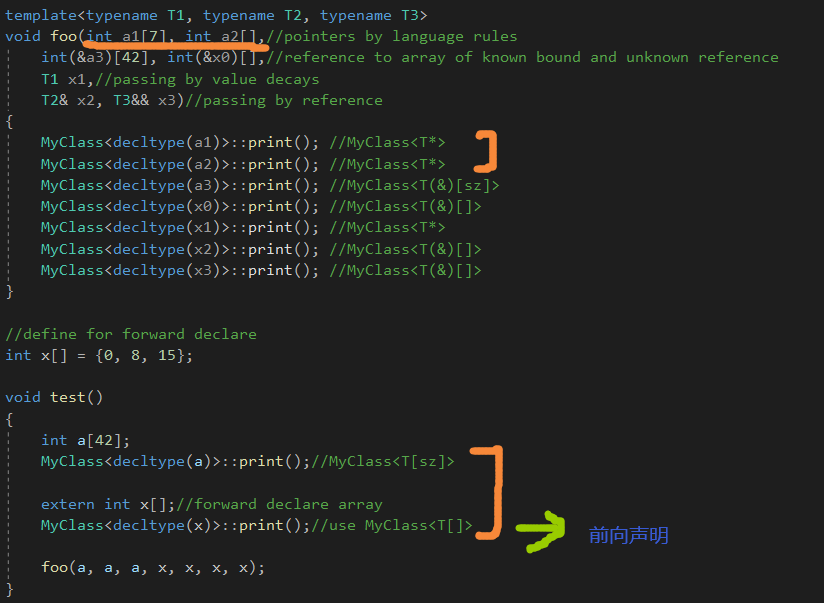 template<typename T1, typename T2, typename T3>
void foo(int a1[7], int a2[],//pointers by language rules
    int(&a3)[42], int(&x0)[],//reference to array of known bound and unknown reference
    T1 x1,//passing by value decays
    T2& x2, T3&& x3)//passing by reference
{
    MyClass<decltype(a1)>::print(); //MyClass<T*>
    MyClass<decltype(a2)>::print(); //MyClass<T*>
    MyClass<decltype(a3)>::print(); //MyClass<T(&)[sz]>
    MyClass<decltype(x0)>::print(); //MyClass<T(&)[]>
    MyClass<decltype(x1)>::print(); //MyClass<T*>
    MyClass<decltype(x2)>::print(); //MyClass<T(&)[]>
    MyClass<decltype(x3)>::print(); //MyClass<T(&)[]>
}
//define for forward declare
int x[] = {0, 8, 15};
void test()
{
    int a[42];
    MyClass<decltype(a)>::print();//MyClass<T[sz]>
    extern int x[];//forward declare array
    MyClass<decltype(x)>::print();//use MyClass<T[]>
前向声明
    foo(a, a, a, x, x, x, x);
}